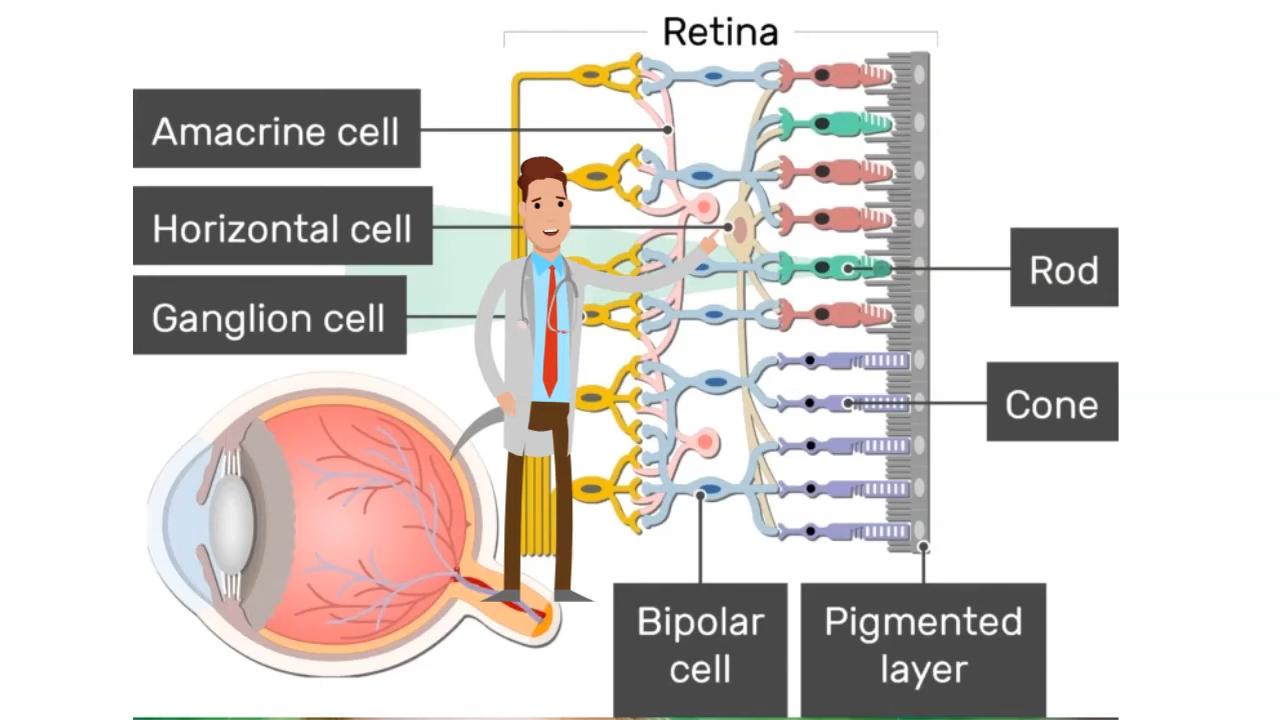 Retina
Amacrine cell
Horizontal cell
Ganglion cell
Rod
Cone
Bipolar
cell
Pigmented
layer